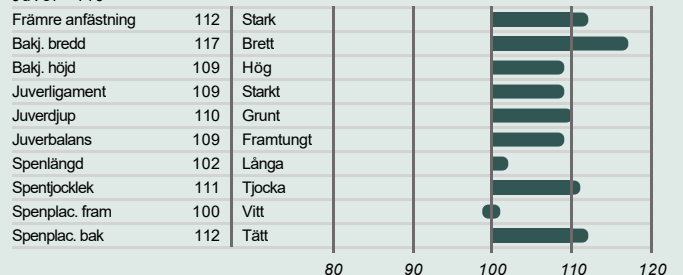 Främre anfästning 112 Stark
Bakj. bredd 117 Brett
Bakj. höjd 109 Hög
Juverligament 109 Starkt
Juverdjup 110 Grunt
Juverbalans 109 Framtungt
Spenlängd 102 Långa
Spentjocklek 111 Tjocka
Spenplac. fram 100 Vitt
Spenplac. bak 112 Tätt
80 90 100 110 120